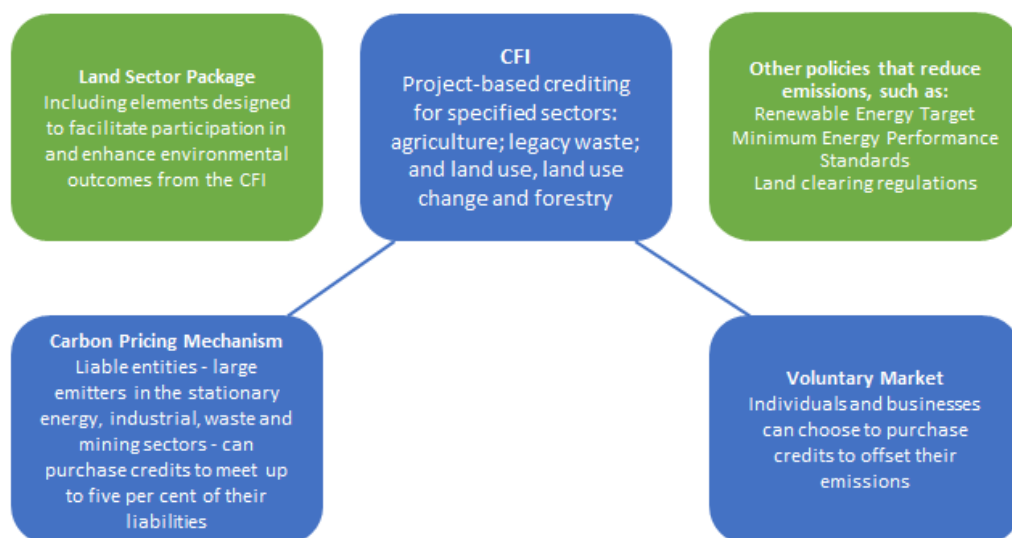 Land Sector Package
Including elements designed
to facilitate participation in
and enhance environmental
outcomes from the CFI
CFI
Project-based crediting
for specified sectors:
agriculture; legacy waste;
and land use, land use
change and forestry
Other policies that reduce
emissions, such as:
Renewable Energy Target
Minimum Energy Performance
Standards
Land clearing regulations
Carbon Pricing Mechanism
Liable entities - large
emitters in the stationary
energy, industrial, waste and
mining sectors - can
purchase credits to meet up
to five per cent of their
liabilities
Voluntary Market
Individuals and businesses
can choose to purchase
credits to offset their
emissions